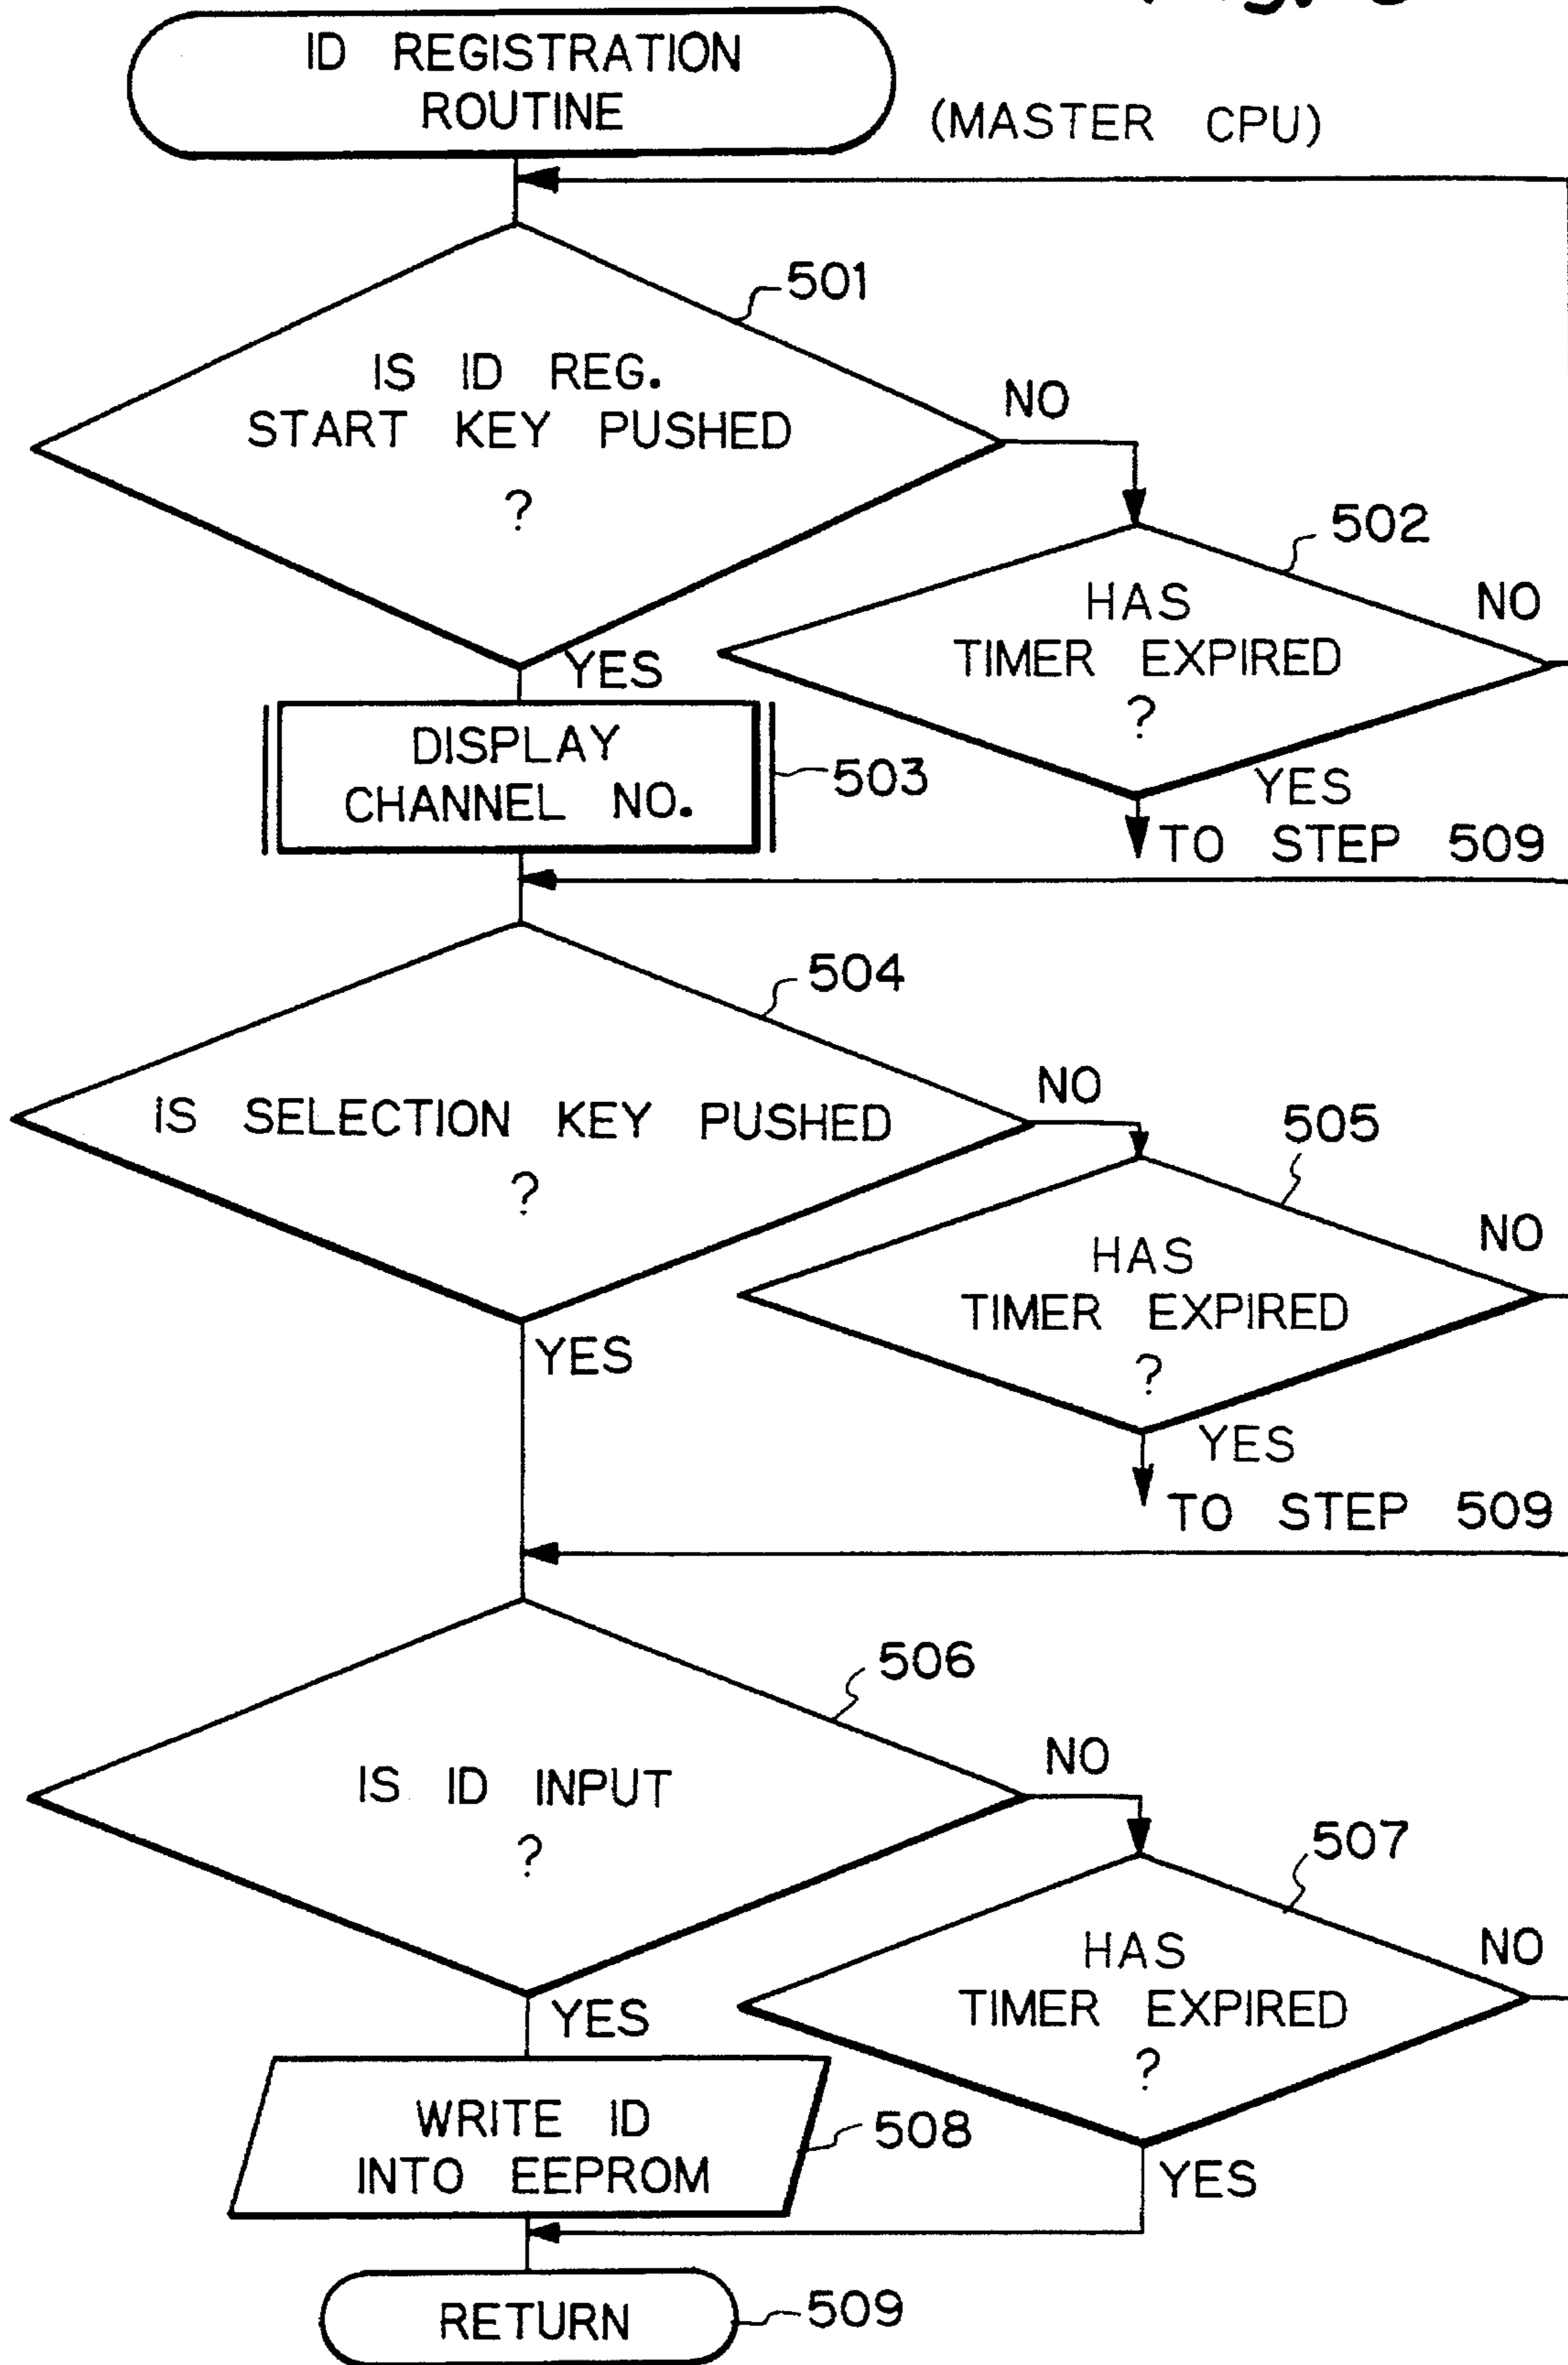 ID REGISTRATION
ROUTINE
(MASTER CPU)
501
IS ID REG.
START KEY PUSHED
?
NO
502
HAS
TIMER EXPIRED
?
NO
YES
YES
TO STEP 509
DISPLAY
CHANNEL NO.
503
504
IS SELECTION KEY PUSHED
?
NO
505
HAS
TIMER EXPIRED
?
NO
YES
YES
TO STEP 509
506
IS ID INPUT
?
NO
507
HAS
TIMER EXPIRED
?
NO
YES
YES
WRITE ID
INTO EEPROM
508
RETURN
509